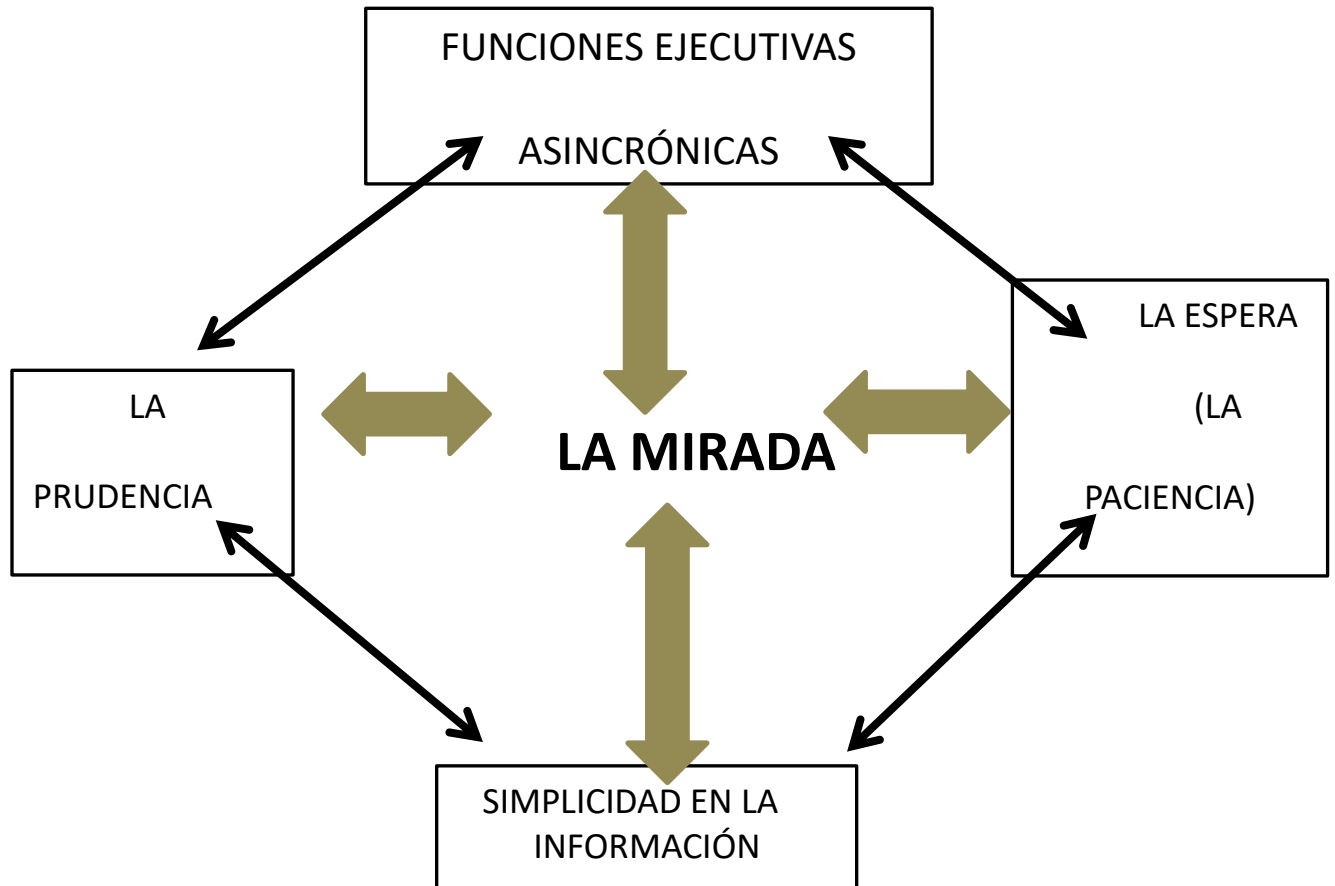 FUNCIONES EJECUTIVAS
ASINCRÓNICAS
LA ESPERA
(LA
PACIENCIA)
LA
PRUDENCIA
LA MIRADA
SIMPLICIDAD EN LA
INFORMACIÓN